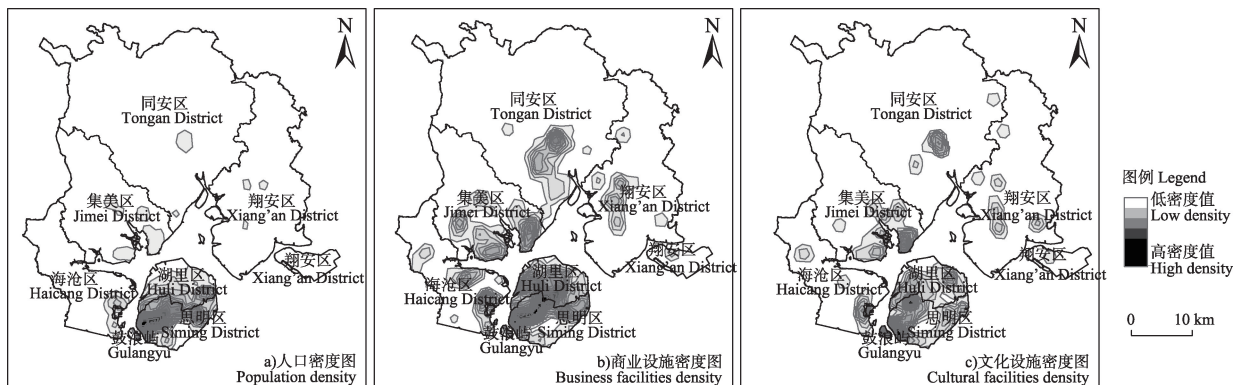 N
同安区
Tongan District
集美区
Jimei District
翔安区
Xiang'an District
翔安区
Xiang'an District
海沧区
Haicang District
湖里区
Huli District
思明区
Siming District
鼓浪屿
Gulangyu
a)人口密度图
Population density
N
同安区
Tongan District
集美区
Jimei District
翔安区
Xiang'an District
翔安区
Xiang'an District
海沧区
Haicang District
湖里区
Huli District
思明区
Siming District
鼓浪屿
Gulangyu
b)商业设施密度图
Business facilities density
N
同安区
Tongan District
集美区
Jimei District
翔安区
Xiang'an District
翔安区
Xiang'an District
海沧区
Haicang District
湖里区
Huli District
思明区
Siming District
鼓浪屿
Gulangyu
c)文化设施密度图
Cultural facilities density
图例 Legend
低密度值
Low density
高密度值
High density
0 10 km